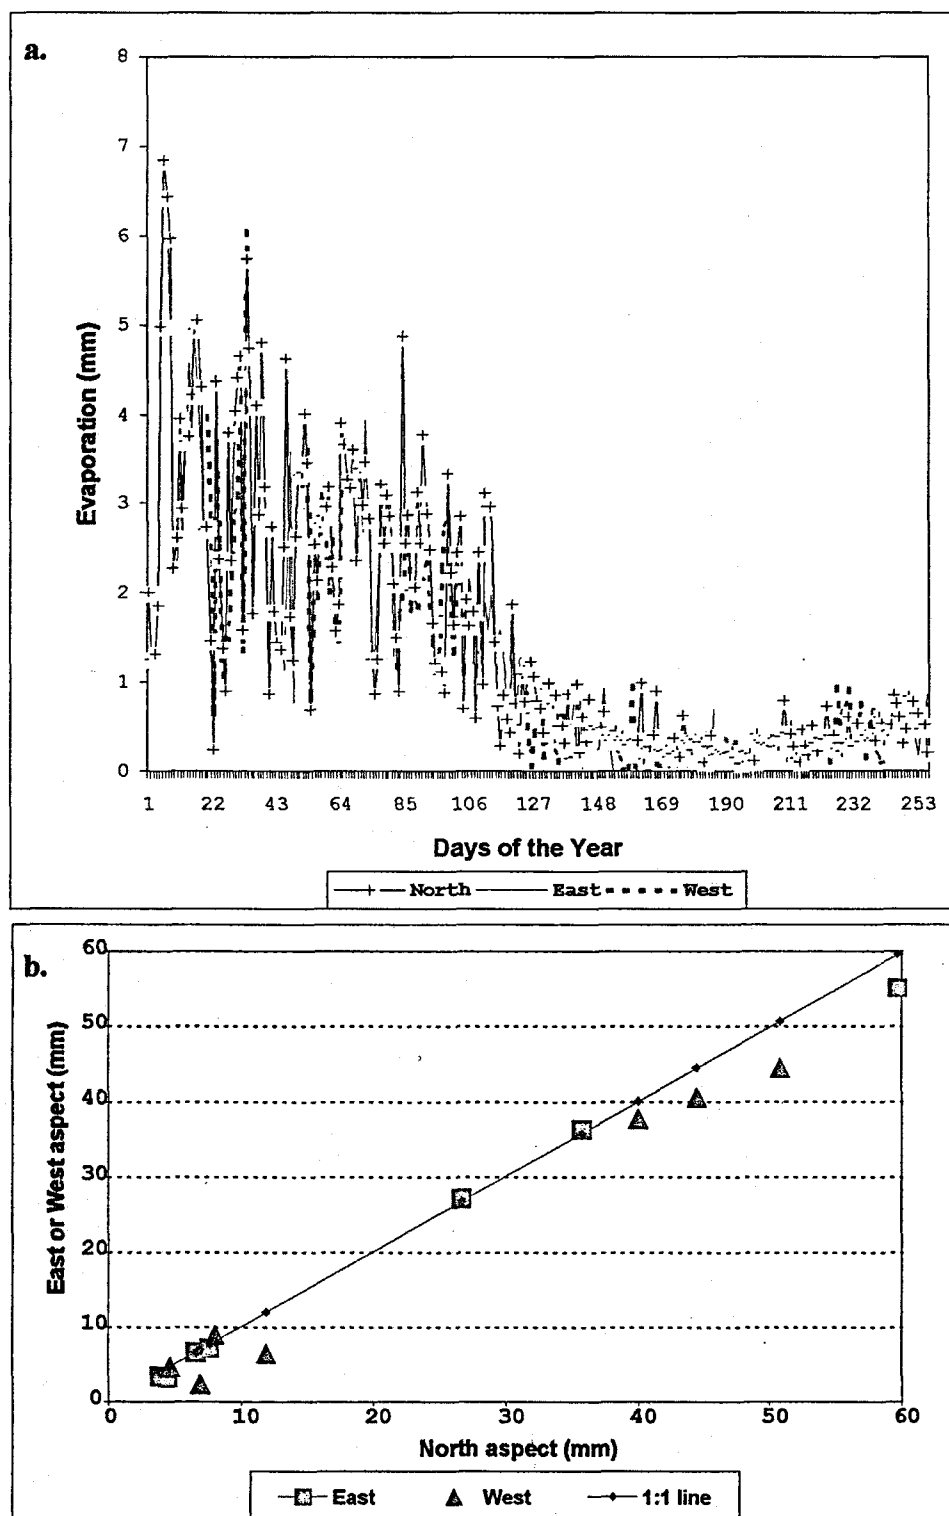 a.
8
7
6
5
4
3
2
1
0
Evaporation (mm)
1 22 43 64 85 106 127 148 169 190 211 232 253
Days of the Year
North East West
b.
60
50
40
30
20
10
0
East or West aspect (mm)
0 10 20 30 40 50 60
North aspect (mm)
East West 1:1 line